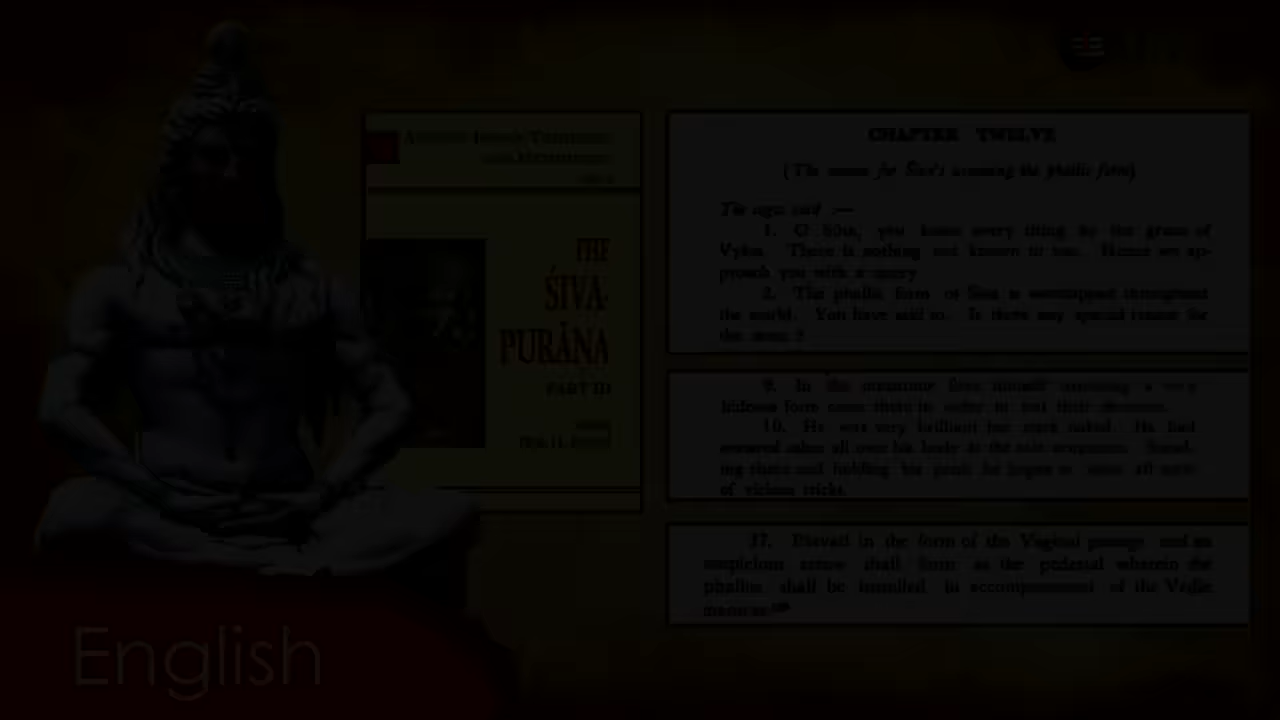 THE
ŚIVA-
PURĀNA
PART III
CHAPTER TWELVE
(The for Śiva's assuming the phallic form)
The sages said :—
1. O Sūta, you know every thing by the grace of
Vyāsa. There is nothing not known to you. Hence we ap-
proach you with a query
2. The phallic form of Śiva is worshipped throughout
the world. You have said so. Is there any special reason for
the same ?
9. In the meantime Śiva himself assuming a very
hideous form came there in order to test their devotion.
10. He was very brilliant but stark naked. He had
smeared ashes all over his body as the sole ornament. Stand-
ing there and holding his penis he began to show all sorts
of vicious tricks.
37. Pārvatī in the form of the Vaginal passage and an
auspicious arrow shall form as the pedestal wherein the
phallus shall be installed in accompaniment of the Vedic
mantras
English